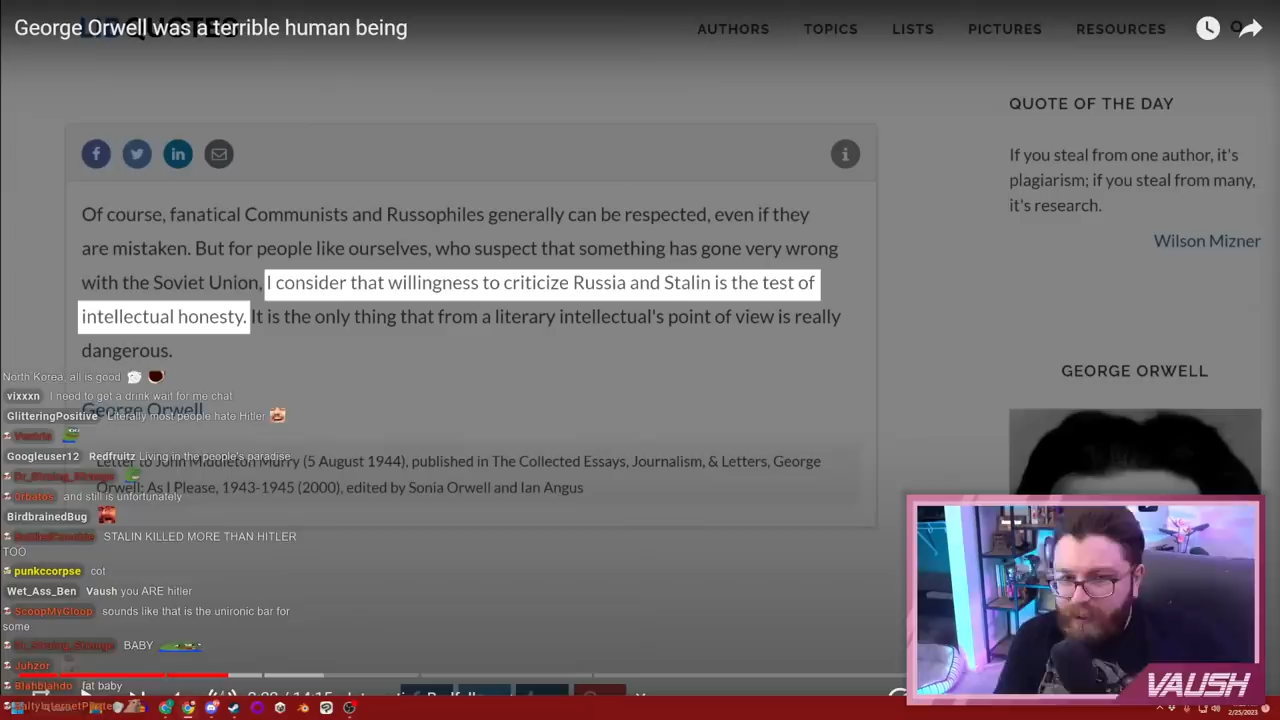 George Orwell was a terrible human being
QUOTES
AUTHORS
TOPICS
LISTS
PICTURES
RESOURCES
QUOTE OF THE DAY
If you steal from one author, it's
plagiarism; if you steal from many,
it's research.
Wilson Mizner
Of course, fanatical Communists and Russophiles generally can be respected, even if they
are mistaken. But for people like ourselves, who suspect that something has gone very wrong
with the Soviet Union, I consider that willingness to criticize Russia and Stalin is the test of
intellectual honesty. It is the only thing that from a literary intellectual's point of view is really
dangerous.
George Orwell
Letter to John Middleton Murry (5 August 1944), published in The Collected Essays, Journalism, & Letters, George
Orwell: As I Please, 1943-1945 (2000), edited by Sonia Orwell and Ian Angus
GEORGE ORWELL
North Korea, all is good
vixxxn I need to get a drink wait for me chat
GlitteringPositive Literally most people hate Hitler
Googleuser12 Redfruitz Living in the people's paradise
and still is unfortunately
BirdbrainedBug
STALIN KILLED MORE THAN HITLER
TOO
punkccorpse cot
Wet_Ass_Ben Vaush you ARE hitler
ScoopMyGloop sounds like that is the unironic bar for
some
BABY
Juhzor
Blahblahdo fat baby
VAUSH
2/25/2023